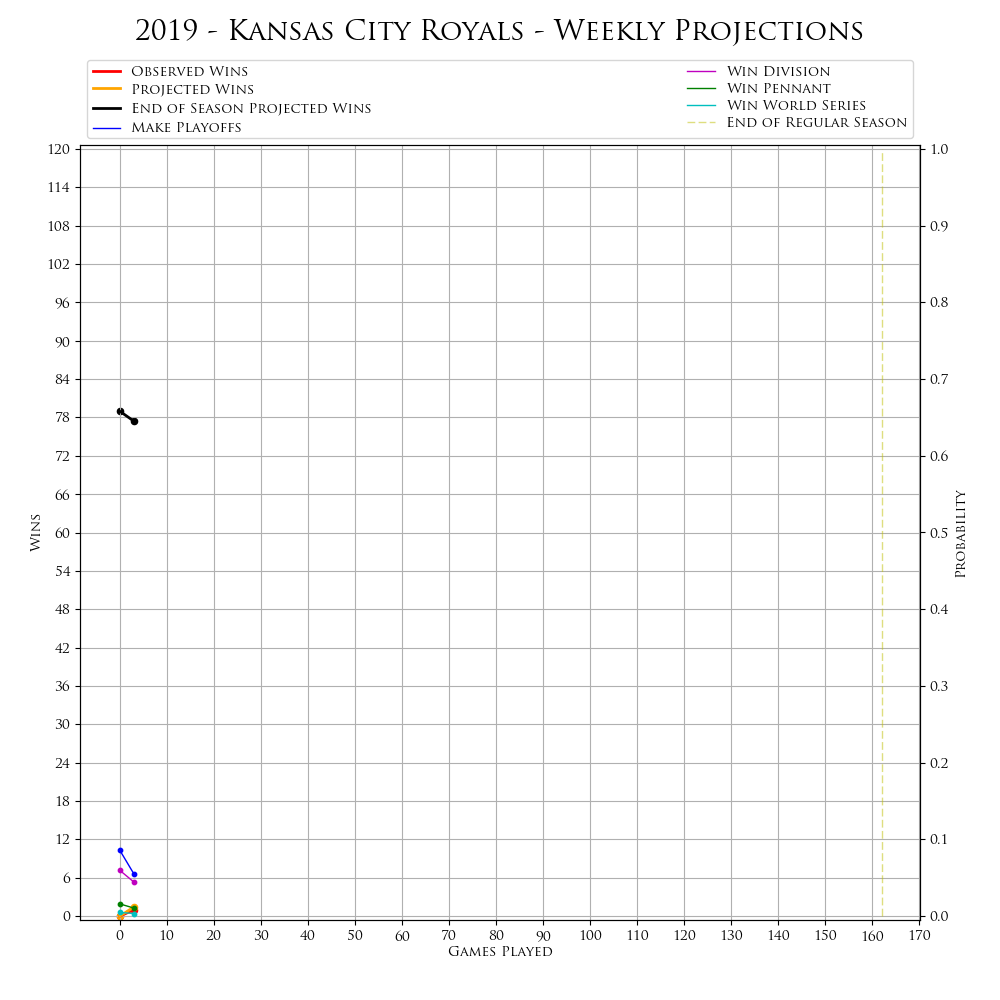 2019 - Kansas City Royals - Weekly Projections
Observed Wins
Projected Wins
End of Season Projected Wins
Make Playoffs
Win Division
Win Pennant
Win World Series
End of Regular Season
120
114
108
102
96
90
84
78
72
66
60
54
48
42
36
30
24
18
12
6
0
Wins
1.0
0.9
0.8
0.7
0.6
0.5
0.4
0.3
0.2
0.1
0.0
Probability
0 10 20 30 40 50 60 70 80 90 100 110 120 130 140 150 160 170
Games Played